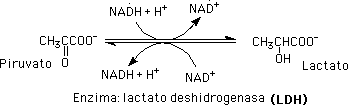 NADH + H⁺ NAD⁺
CH₃CCOO⁻ CH₃CHCOO⁻
O OH
Piruvato Lactato
NADH + H⁺ NAD⁺
Enzima: lactato deshidrogenasa (LDH)